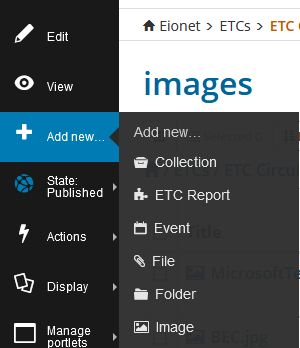 Edit
View
Add new...
State:
Published
Actions
Display
Manage
portlets
Eionet > ETCs > ETC
images
Add new...
Collection
ETC Report
Event
File
Folder
Image